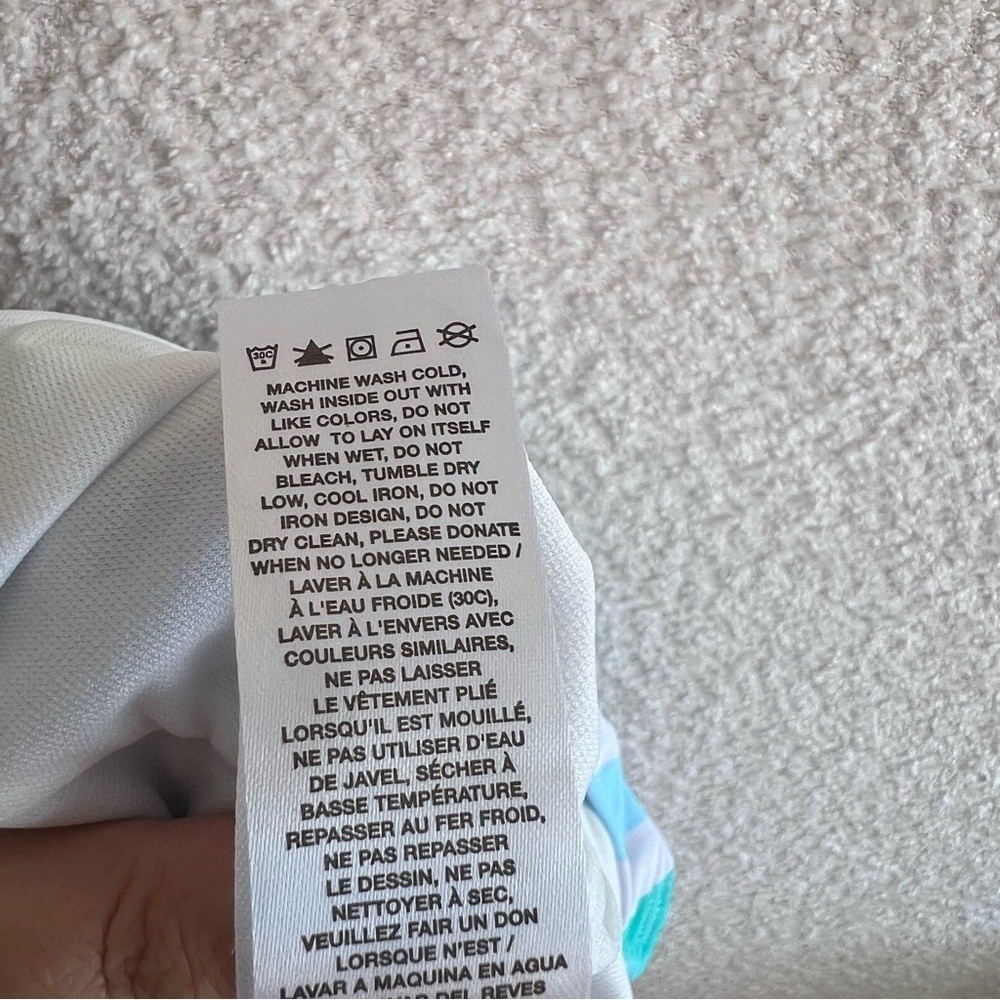 30C
MACHINE WASH COLD,
WASH INSIDE OUT WITH
LIKE COLORS, DO NOT
ALLOW TO LAY ON ITSELF
WHEN WET, DO NOT
BLEACH, TUMBLE DRY
LOW, COOL IRON, DO NOT
IRON DESIGN, DO NOT
DRY CLEAN, PLEASE DONATE
WHEN NO LONGER NEEDED /
LAVER À LA MACHINE
À L'EAU FROIDE (30C),
LAVER À L'ENVERS AVEC
COULEURS SIMILAIRES,
NE PAS LAISSER
LE VÊTEMENT PLIÉ
LORSQU'IL EST MOUILLÉ,
NE PAS UTILISER D'EAU
DE JAVEL, SÉCHER À
BASSE TEMPÉRATURE,
REPASSER AU FER FROID,
NE PAS REPASSER
LE DESSIN, NE PAS
NETTOYER À SEC,
VEUILLEZ FAIRE UN DON
LORSQUE N'EST /
LAVAR A MAQUINA EN AGUA
DEL REVES